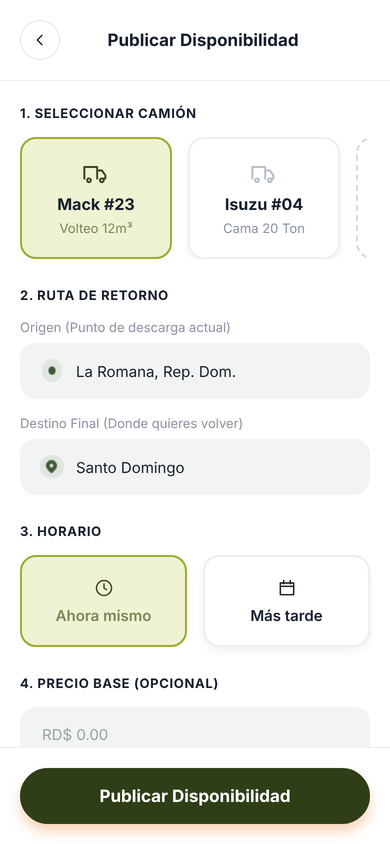 Publicar Disponibilidad
1. SELECCIONAR CAMIÓN
Mack #23
Volteo 12m³
Isuzu #04
Cama 20 Ton
2. RUTA DE RETORNO
Origen (Punto de descarga actual)
La Romana, Rep. Dom.
Destino Final (Donde quieres volver)
Santo Domingo
3. HORARIO
Ahora mismo
Más tarde
4. PRECIO BASE (OPCIONAL)
RD$ 0.00
Publicar Disponibilidad